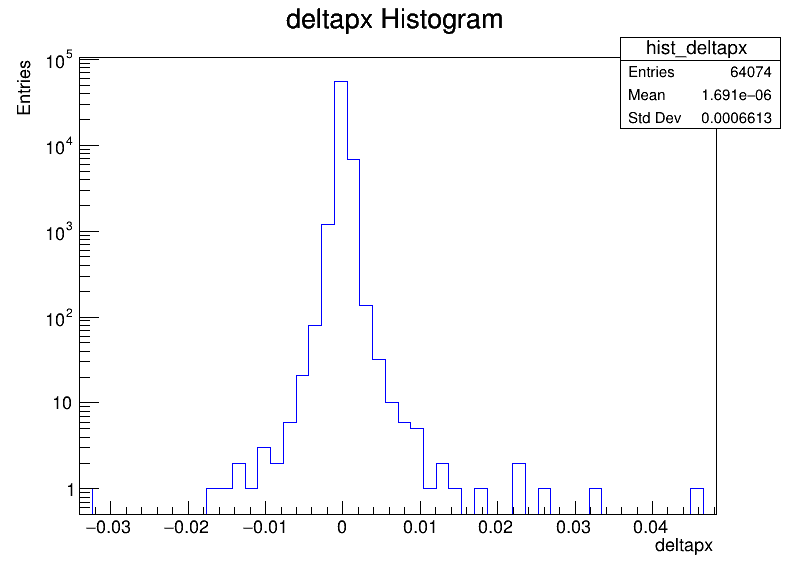 deltapx Histogram
hist_deltapx
Entries 64074
Mean 1.691e−06
Std Dev 0.0006613
Entries
10^5
10^4
10^3
10^2
10
1
−0.03 −0.02 −0.01 0 0.01 0.02 0.03 0.04
deltapx